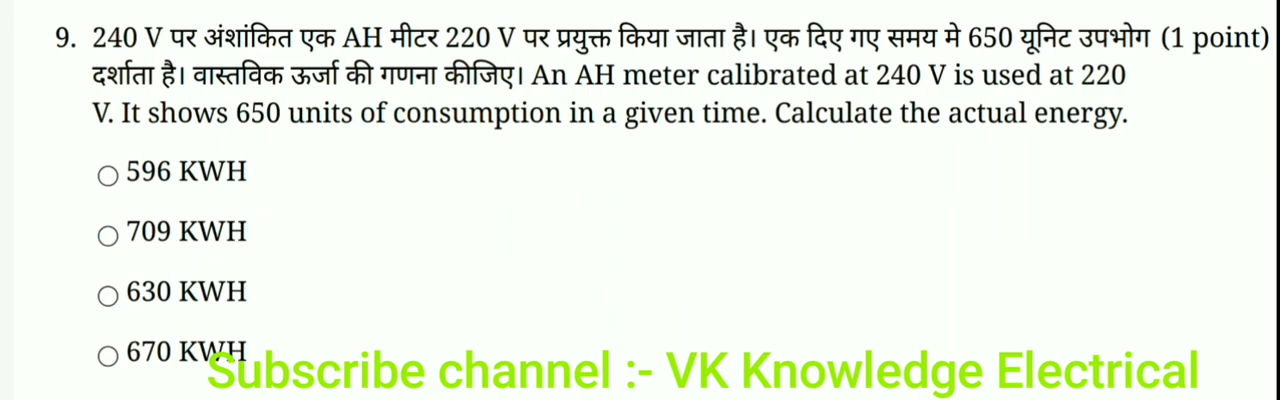 9. 240 V पर अंशांकित एक AH मीटर 220 V पर प्रयुक्त किया जाता है। एक दिए गए समय मे 650 यूनिट उपभोग (1 point)
दर्शाता है। वास्तविक ऊर्जा की गणना कीजिए। An AH meter calibrated at 240 V is used at 220
V. It shows 650 units of consumption in a given time. Calculate the actual energy.
596 KWH
709 KWH
630 KWH
670 KWH
Subscribe channel :- VK Knowledge Electrical